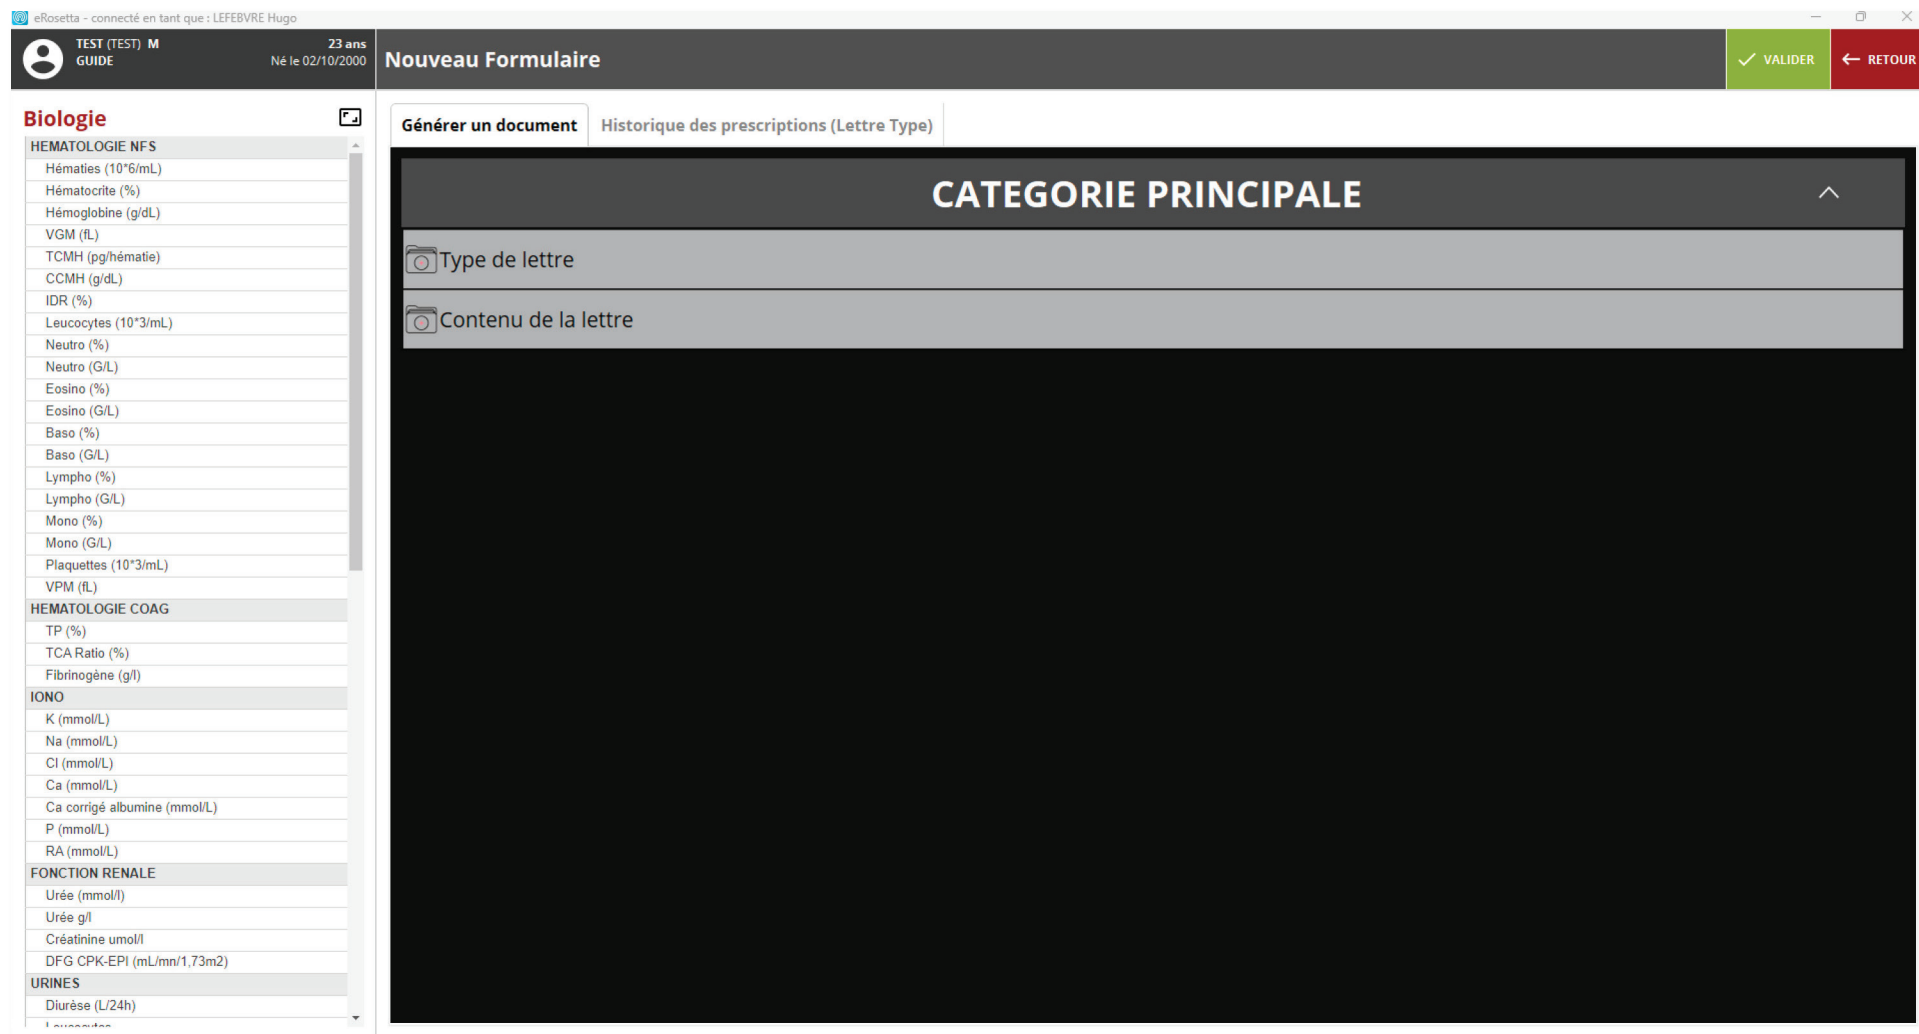 eRosetta - connecté en tant que : LEFEBVRE Hugo
TEST (TEST) M 23 ans
GUIDE Né le 02/10/2000
Nouveau Formulaire
VALIDER
RETOUR
Biologie
HEMATOLOGIE NFS
Hématies (10*6/mL)
Hématocrite (%)
Hémoglobine (g/dL)
VGM (fL)
TCMH (pg/hématie)
CCMH (g/dL)
IDR (%)
Leucocytes (10*3/mL)
Neutro (%)
Neutro (G/L)
Eosino (%)
Eosino (G/L)
Baso (%)
Baso (G/L)
Lympho (%)
Lympho (G/L)
Mono (%)
Mono (G/L)
Plaquettes (10*3/mL)
VPM (fL)
HEMATOLOGIE COAG
TP (%)
TCA Ratio (%)
Fibrinogène (g/l)
IONO
K (mmol/L)
Na (mmol/L)
Cl (mmol/L)
Ca (mmol/L)
Ca corrigé albumine (mmol/L)
P (mmol/L)
RA (mmol/L)
FONCTION RENALE
Urée (mmol/l)
Urée g/l
Créatinine umol/l
DFG CPK-EPI (mL/mn/1,73m2)
URINES
Diurèse (L/24h)
Leucocytes
Générer un document
Historique des prescriptions (Lettre Type)
CATEGORIE PRINCIPALE
Type de lettre
Contenu de la lettre